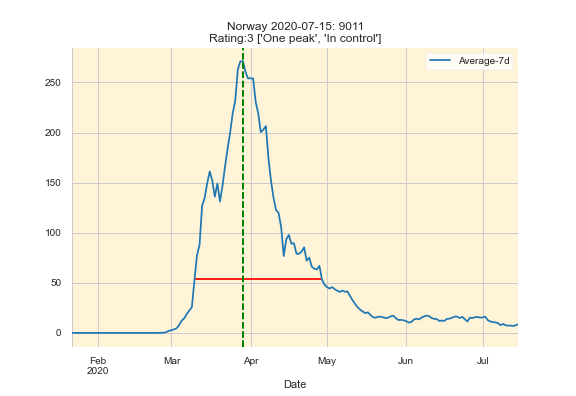 Norway 2020-07-15: 9011
Rating:3 ['One peak', 'In control']
Average-7d
250
200
150
100
50
0
Feb Mar Apr May Jun Jul
2020
Date